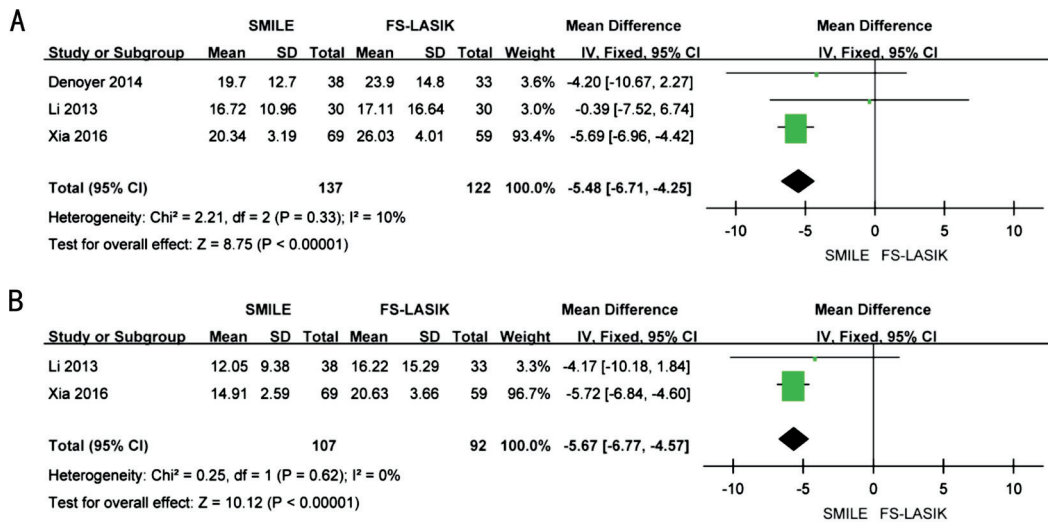 A
SMILE FS-LASIK Mean Difference Mean Difference
Study or Subgroup Mean SD Total Mean SD Total Weight IV, Fixed, 95% CI IV, Fixed, 95% CI
Denoyer 2014 19.7 12.7 38 23.9 14.8 33 3.6% -4.20 [-10.67, 2.27]
Li 2013 16.72 10.96 30 17.11 16.64 30 3.0% -0.39 [-7.52, 6.74]
Xia 2016 20.34 3.19 69 26.03 4.01 59 93.4% -5.69 [-6.96, -4.42]
Total (95% CI) 137 122 100.0% -5.48 [-6.71, -4.25]
Heterogeneity: Chi² = 2.21, df = 2 (P = 0.33); I² = 10%
Test for overall effect: Z = 8.75 (P < 0.00001)
-10 -5 0 5 10
SMILE FS-LASIK
B
SMILE FS-LASIK Mean Difference Mean Difference
Study or Subgroup Mean SD Total Mean SD Total Weight IV, Fixed, 95% CI IV, Fixed, 95% CI
Li 2013 12.05 9.38 38 16.22 15.29 33 3.3% -4.17 [-10.18, 1.84]
Xia 2016 14.91 2.59 69 20.63 3.66 59 96.7% -5.72 [-6.84, -4.60]
Total (95% CI) 107 92 100.0% -5.67 [-6.77, -4.57]
Heterogeneity: Chi² = 0.25, df = 1 (P = 0.62); I² = 0%
Test for overall effect: Z = 10.12 (P < 0.00001)
-10 -5 0 5 10
SMILE FS-LASIK